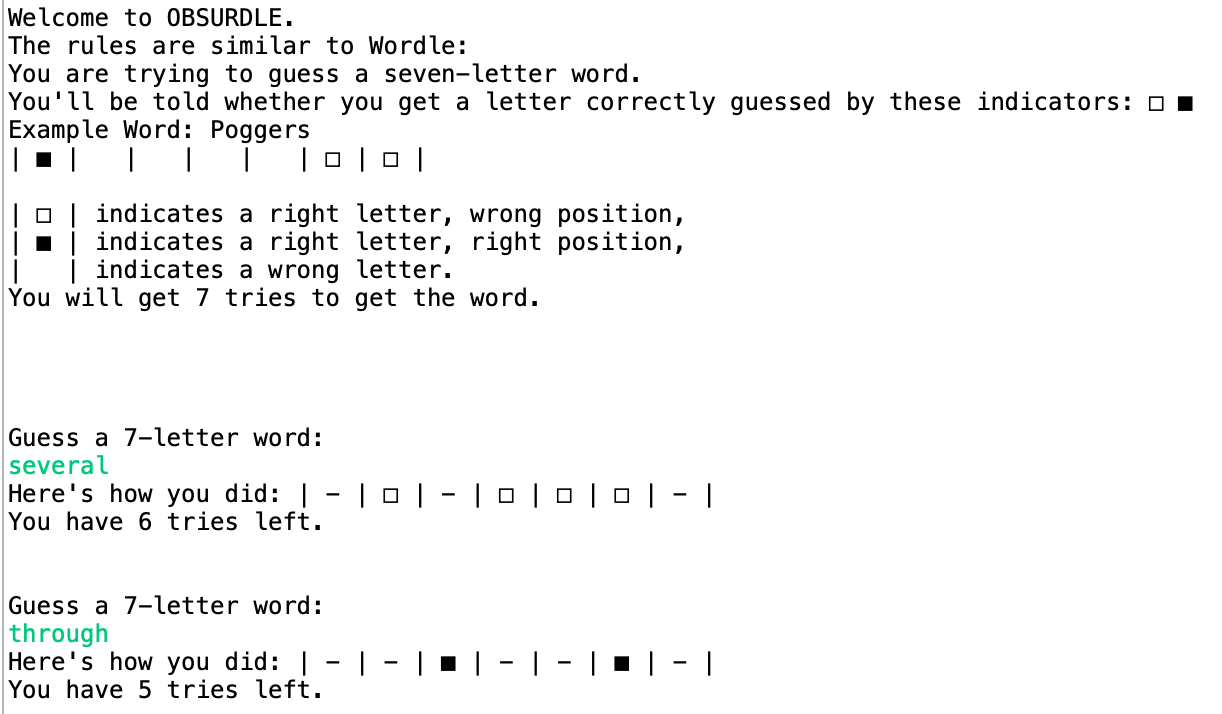 Welcome to OBSURDLE.
The rules are similar to Wordle:
You are trying to guess a seven-letter word.
You'll be told whether you get a letter correctly guessed by these indicators: □ ■
Example Word: Poggers
| ■ |   |   |   |   | □ | □ |
| □ | indicates a right letter, wrong position,
| ■ | indicates a right letter, right position,
|   | indicates a wrong letter.
You will get 7 tries to get the word.
Guess a 7-letter word:
several
Here's how you did: | - | □ | - | □ | □ | □ | - |
You have 6 tries left.
Guess a 7-letter word:
through
Here's how you did: | - | - | ■ | - | - | ■ | - |
You have 5 tries left.